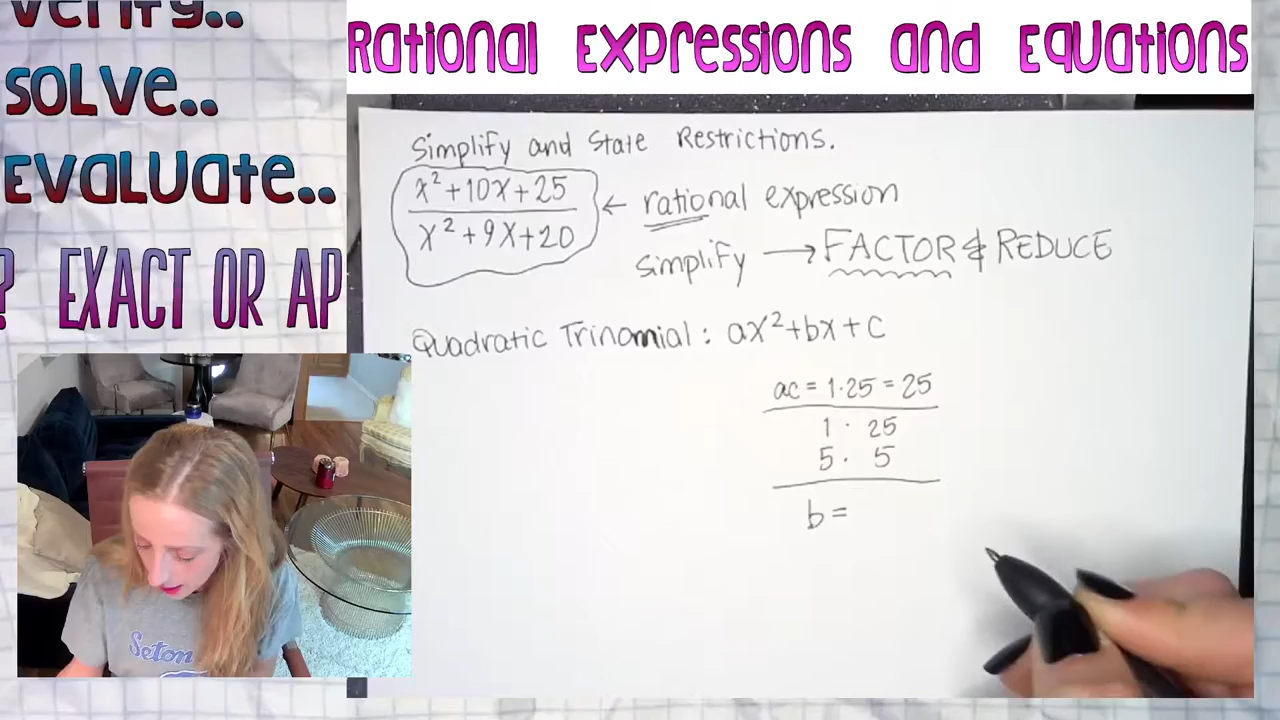 verify..
Solve..
Evaluate..
? EXACT OR AP
Rational Expressions and Equations
Simplify and State Restrictions.
x² + 10x + 25
x² + 9x + 20
← rational expression
simplify → FACTOR & REDUCE
Quadratic Trinomial : ax² + bx + c
ac = 1·25 = 25
1 · 25
5 · 5
b =
Seton